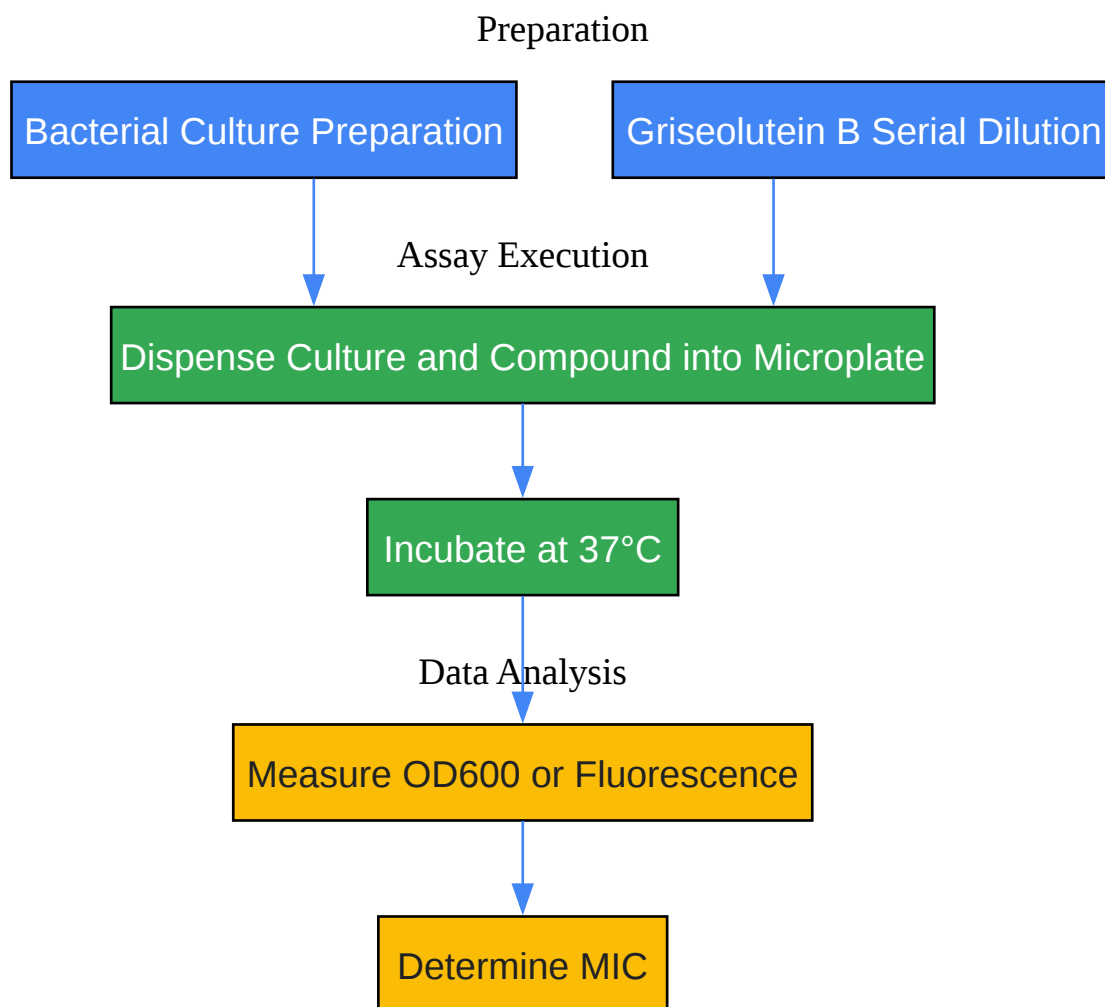 Preparation
Bacterial Culture Preparation
Griseolutein B Serial Dilution
Assay Execution
Dispense Culture and Compound into Microplate
Incubate at 37°C
Data Analysis
Measure OD600 or Fluorescence
Determine MIC